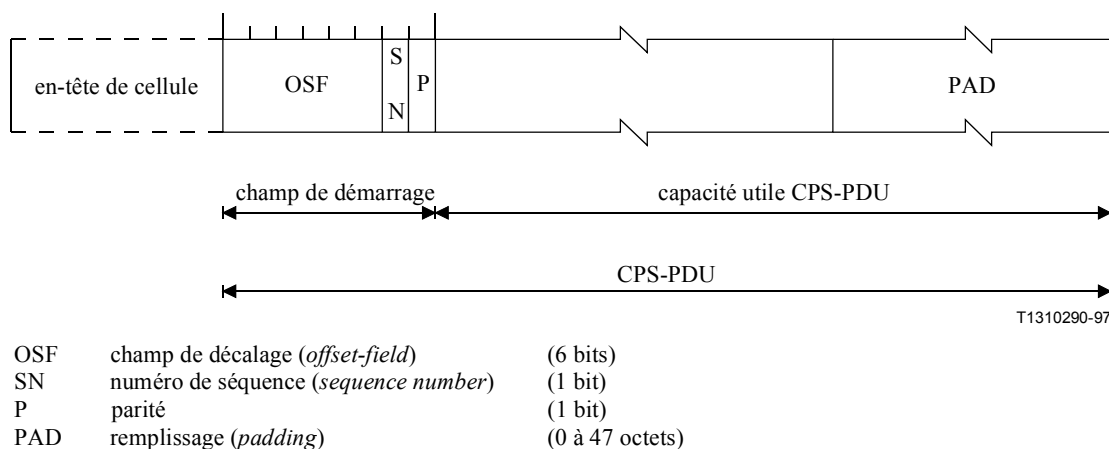 en-tête de cellule OSF S N P PAD
champ de démarrage capacité utile CPS-PDU
CPS-PDU
T1310290-97
OSF champ de décalage (offset-field) (6 bits)
SN numéro de séquence (sequence number) (1 bit)
P parité (1 bit)
PAD remplissage (padding) (0 à 47 octets)